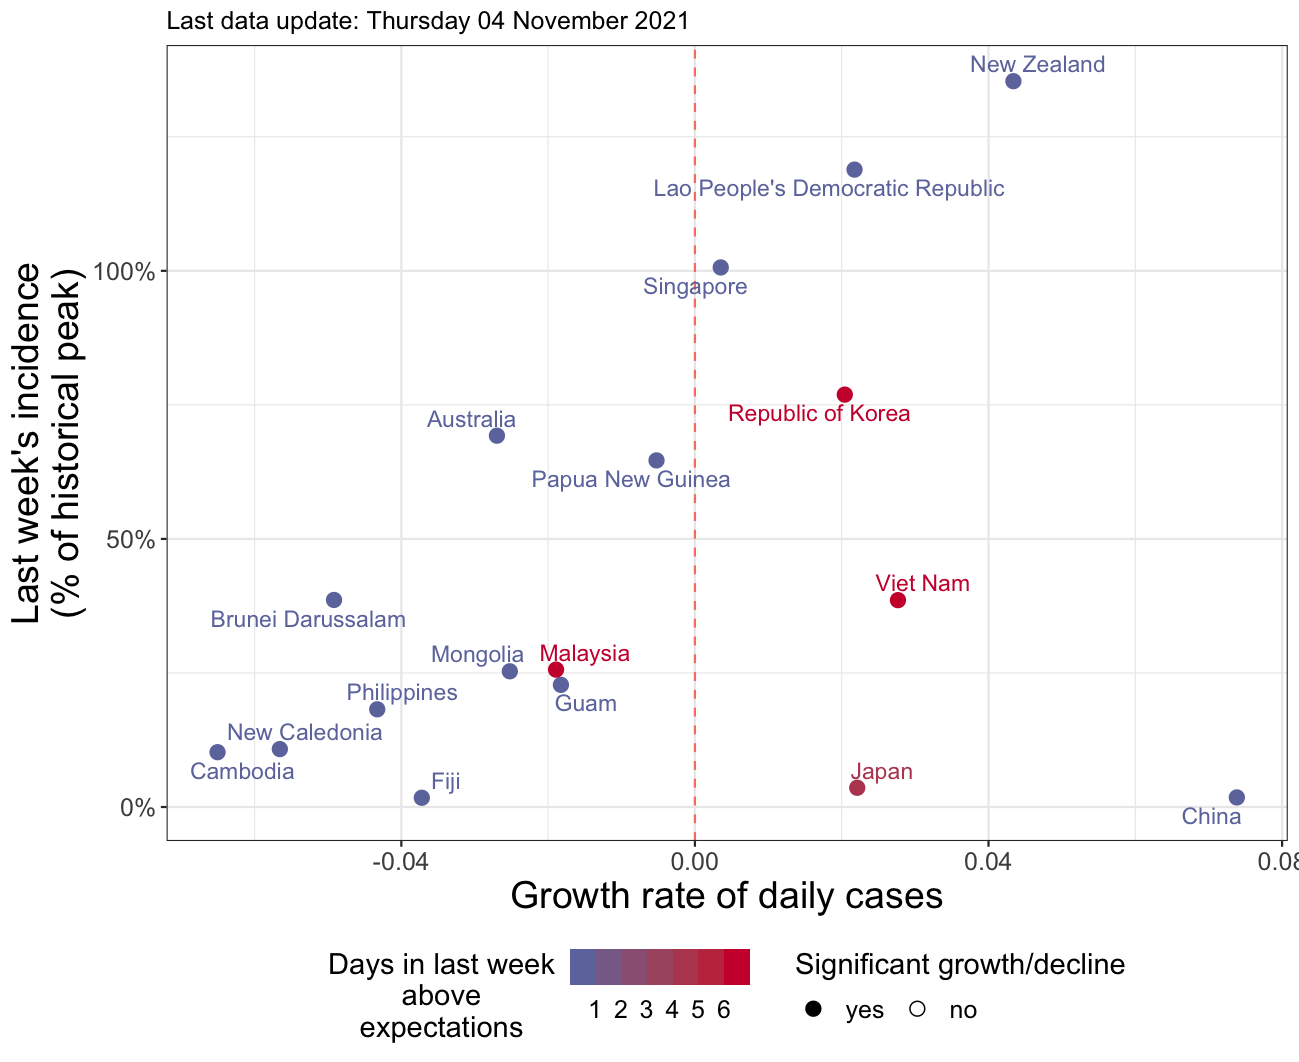 Last data update: Thursday 04 November 2021
New Zealand
Lao People's Democratic Republic
100%
Singapore
Republic of Korea
Australia
Papua New Guinea
50%
Viet Nam
Brunei Darussalam
Mongolia
Malaysia
Philippines
Guam
New Caledonia
Cambodia
Fiji
Japan
0%
China
Last week's incidence
(% of historical peak)
-0.04 0.00 0.04 0.08
Growth rate of daily cases
Days in last week
above
expectations
1 2 3 4 5 6
Significant growth/decline
yes no